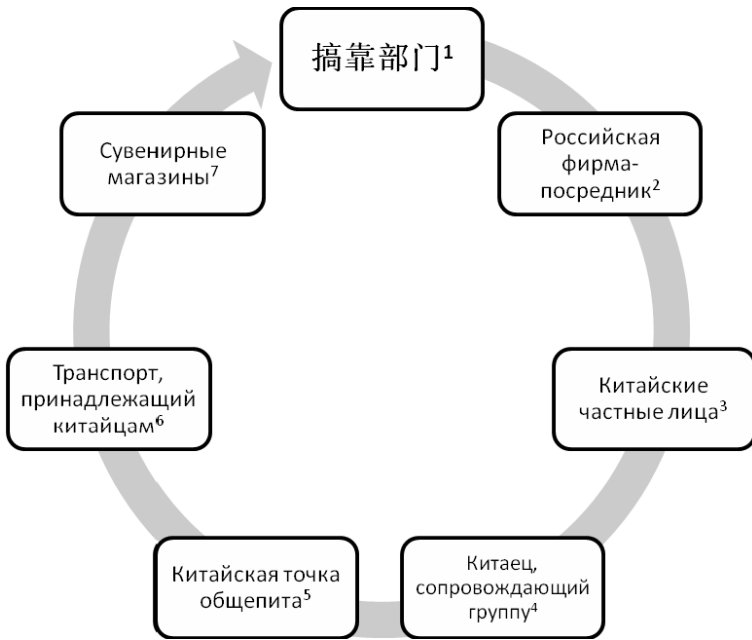 搞靠部门¹
Российская
фирма-
посредник²
Китайские
частные лица³
Китаец,
сопровождающий
группу⁴
Китайская точка
общепита⁵
Транспорт,
принадлежащий
китайцам⁶
Сувенирные
магазины⁷